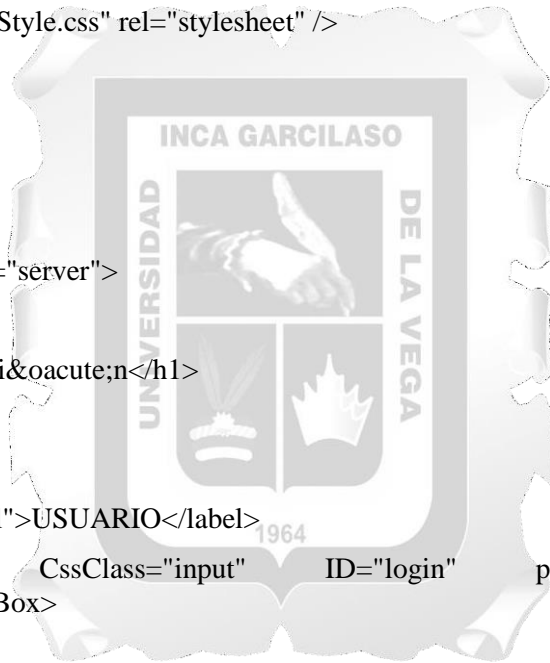 Style.css" rel="stylesheet" />
INCA GARCILASO
UNIVERSIDAD
DE LA VEGA
="server">
i&oacute;n</h1>
">USUARIO</label>
1964
CssClass="input" ID="login" p
Box>